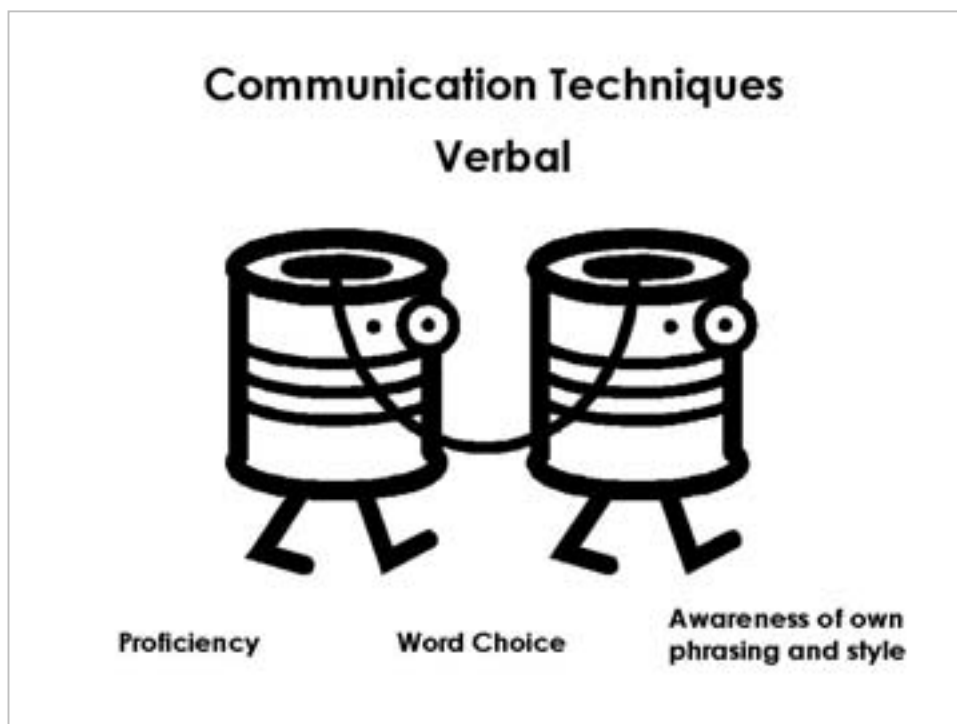 Communication Techniques
Verbal
Proficiency
Word Choice
Awareness of own
phrasing and style